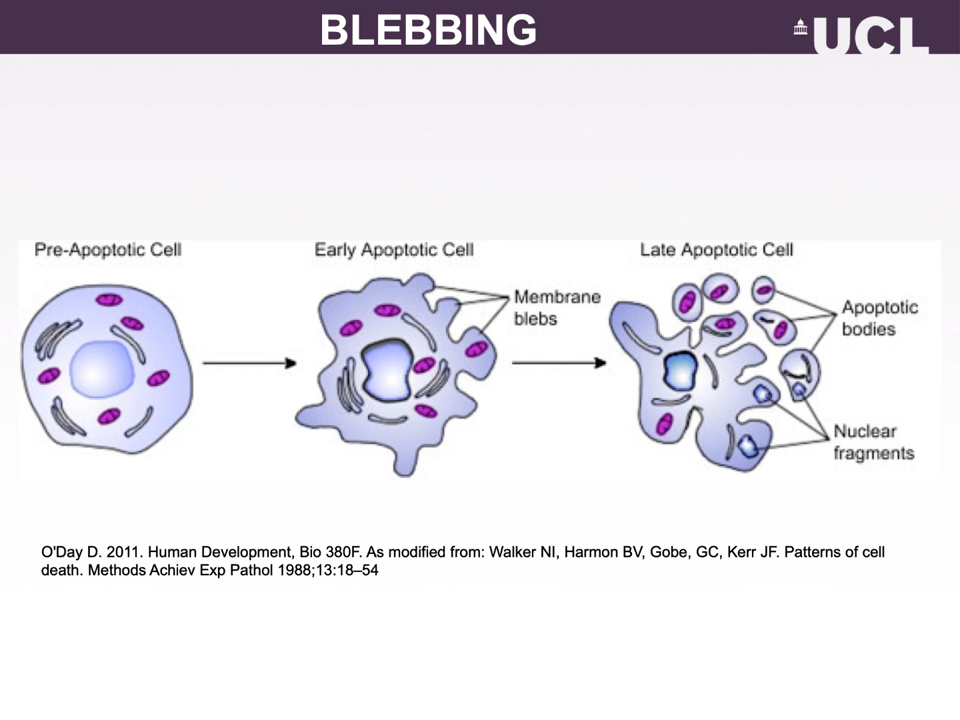 BLEBBING
UCL
Pre-Apoptotic Cell
Early Apoptotic Cell
Late Apoptotic Cell
Membrane
blebs
Apoptotic
bodies
Nuclear
fragments
O'Day D. 2011. Human Development, Bio 380F. As modified from: Walker NI, Harmon BV, Gobe, GC, Kerr JF. Patterns of cell
death. Methods Achiev Exp Pathol 1988;13:18–54